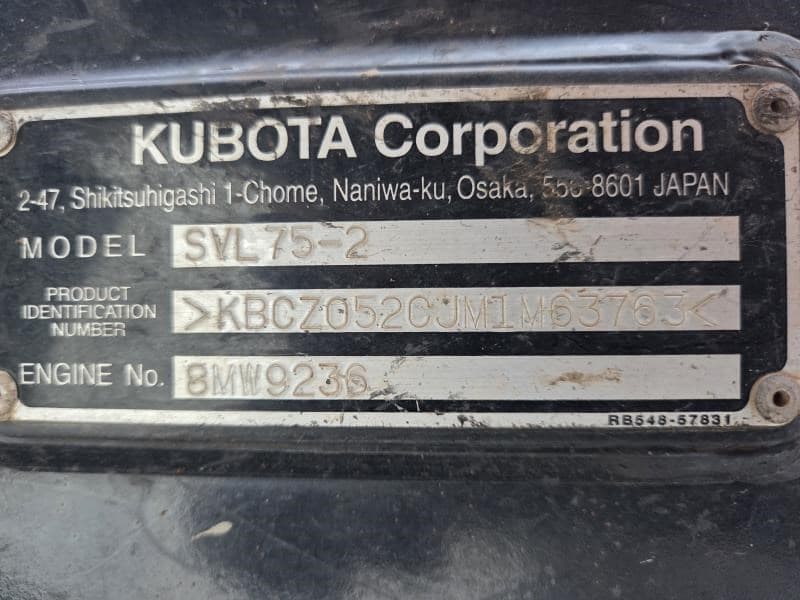 KUBOTA Corporation
2-47, Shikitsuhigashi 1-Chome, Naniwa-ku, Osaka, 556-8601 JAPAN
MODEL SVL75-2
PRODUCT
IDENTIFICATION
NUMBER
>KBCZ052CJM1M63763<
ENGINE No. 8MW9236
RB548-57831